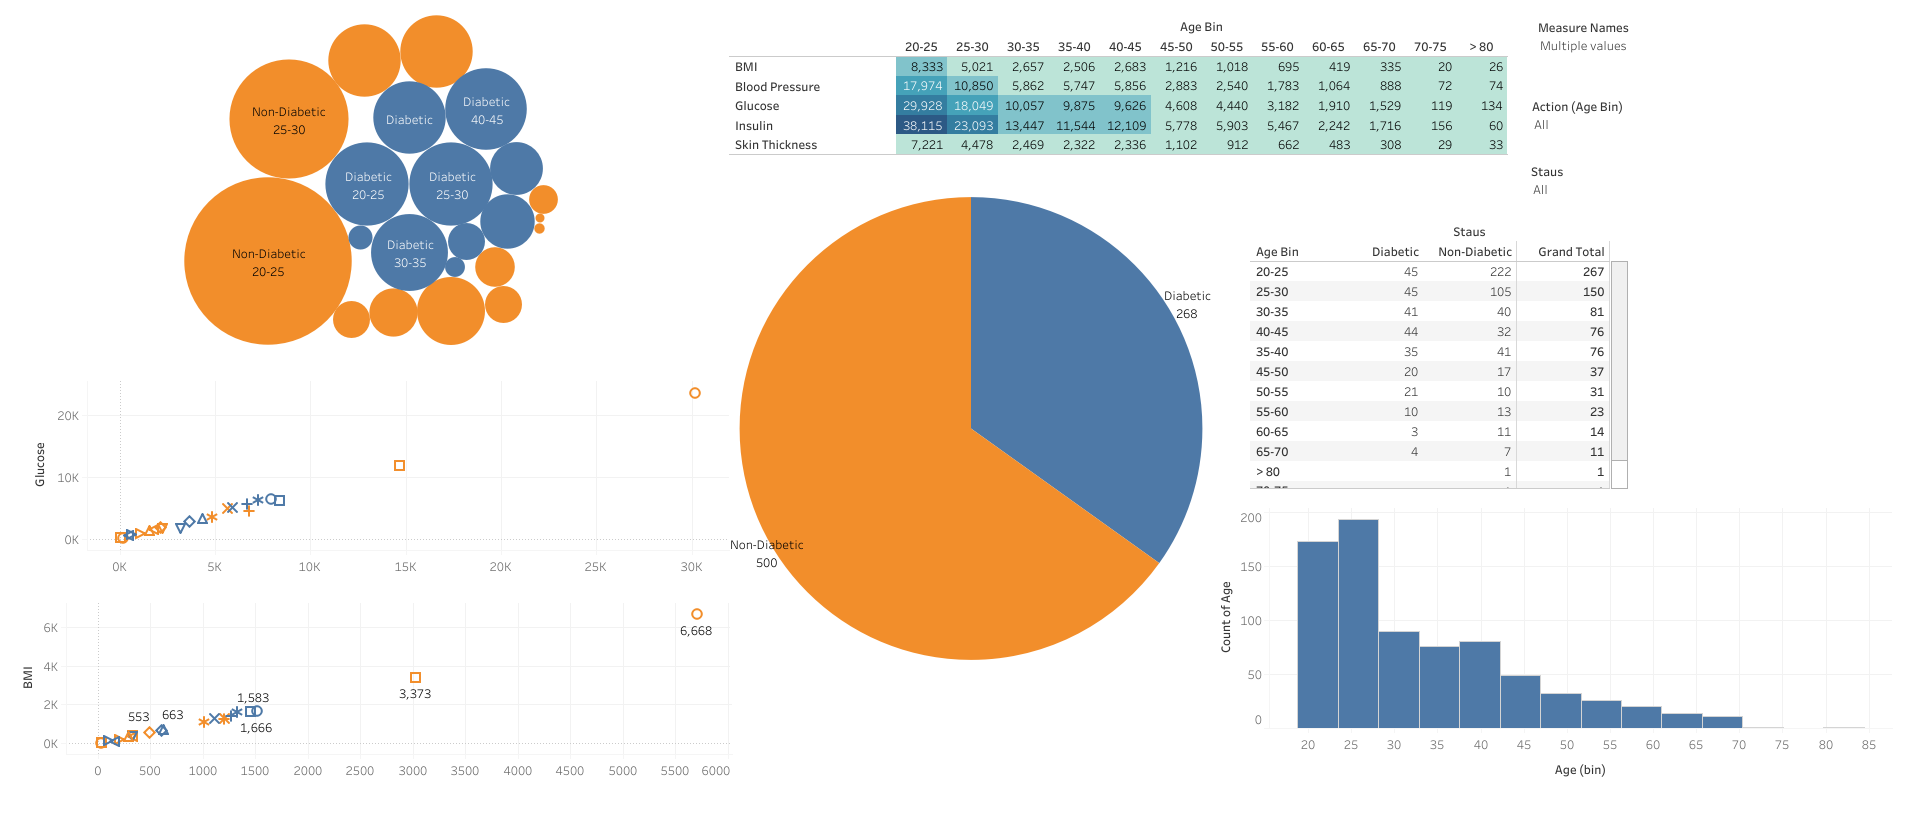 Non-Diabetic
25-30
Diabetic
Diabetic
40-45
Diabetic
20-25
Diabetic
25-30
Diabetic
30-35
Non-Diabetic
20-25
Age Bin
20-25 25-30 30-35 35-40 40-45 45-50 50-55 55-60 60-65 65-70 70-75 > 80
BMI 8,333 5,021 2,657 2,506 2,683 1,216 1,018 695 419 335 20 26
Blood Pressure 17,974 10,850 5,862 5,747 5,856 2,883 2,540 1,783 1,064 888 72 74
Glucose 29,928 18,049 10,057 9,875 9,626 4,608 4,440 3,182 1,910 1,529 119 134
Insulin 38,115 23,093 13,447 11,544 12,109 5,778 5,903 5,467 2,242 1,716 156 60
Skin Thickness 7,221 4,478 2,469 2,322 2,336 1,102 912 662 483 308 29 33
Measure Names
Multiple values
Action (Age Bin)
All
Staus
All
Diabetic
268
Non-Diabetic
500
Staus
Age Bin Diabetic Non-Diabetic Grand Total
20-25 45 222 267
25-30 45 105 150
30-35 41 40 81
40-45 44 32 76
35-40 35 41 76
45-50 20 17 37
50-55 21 10 31
55-60 10 13 23
60-65 3 11 14
65-70 4 7 11
> 80 1 1
Glucose
20K
10K
0K
0K 5K 10K 15K 20K 25K 30K
BMI
6K
4K
2K
0K
6,668
3,373
1,583
1,666
553
663
0 500 1000 1500 2000 2500 3000 3500 4000 4500 5000 5500 6000
Count of Age
200
150
100
50
0
20 25 30 35 40 45 50 55 60 65 70 75 80 85
Age (bin)